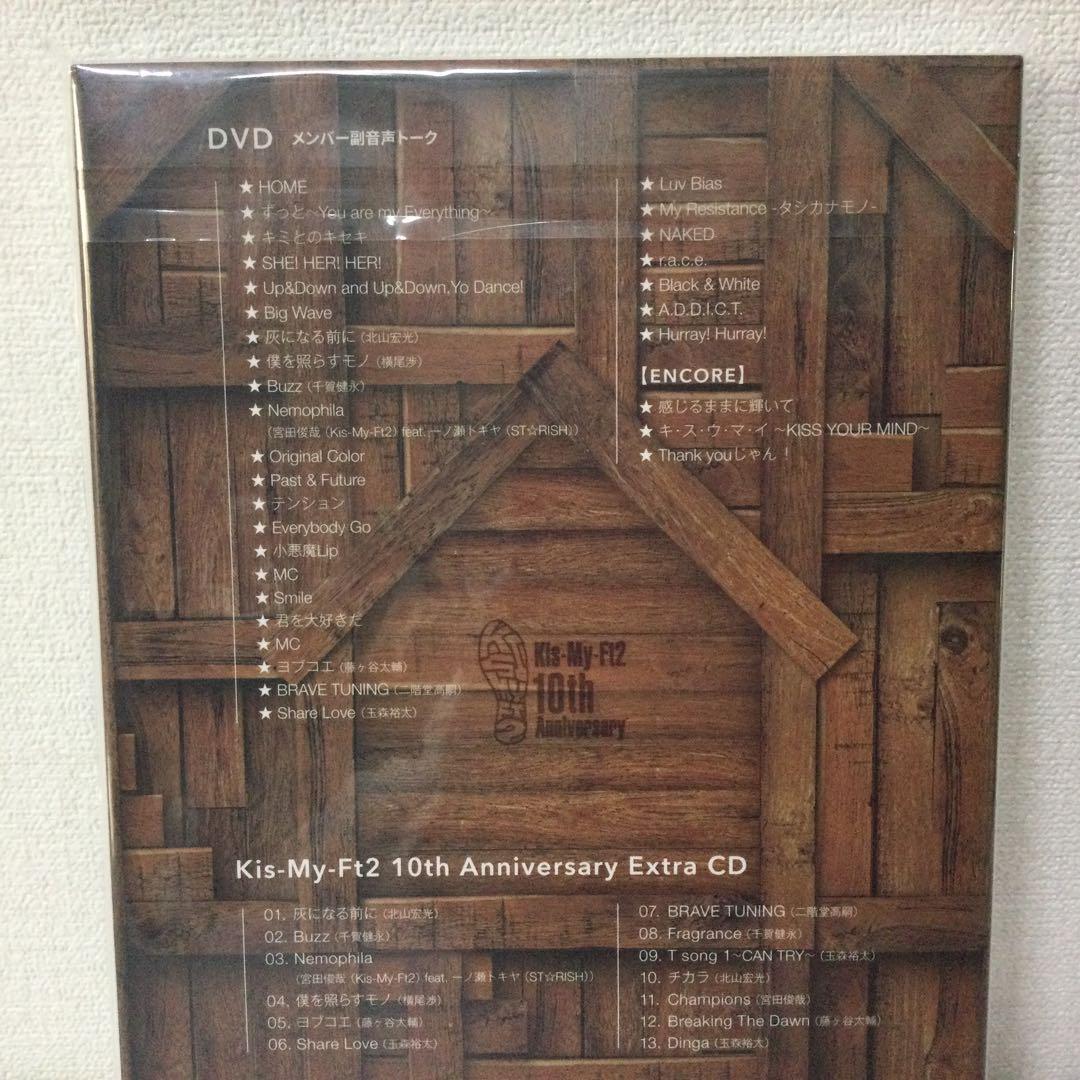 DVD メンバー副音声トーク
★ HOME
★ ずっと~You are my Everything~
★ キミとのキセキ
★ SHE! HER! HER!
★ Up&Down and Up&Down,Yo Dance!
★ Big Wave
★ 灰になる前に（北山宏光）
★ 僕を照らすモノ（横尾渉）
★ Buzz（千賀健永）
★ Nemophila
（宮田俊哉（Kis-My-Ft2）feat. 一ノ瀬トキヤ（ST☆RISH））
★ Original Color
★ Past & Future
★ テンション
★ Everybody Go
★ 小悪魔Lip
★ MC
★ Smile
★ 君を大好きだ
★ MC
★ ヨブコエ（藤ヶ谷太輔）
★ BRAVE TUNING（二階堂高嗣）
★ Share Love（玉森裕太）
★ Luv Bias
★ My Resistance -タシカナモノ-
★ NAKED
★ r.a.c.e.
★ Black & White
★ A.D.D.I.C.T.
★ Hurray! Hurray!
【ENCORE】
★ 感じるままに輝いて
★ キ・ス・ウ・マ・イ ~KISS YOUR MIND~
★ Thank youじゃん！
Kis-My-Ft2
10th
Anniversary
Kis-My-Ft2 10th Anniversary Extra CD
01. 灰になる前に（北山宏光）
02. Buzz（千賀健永）
03. Nemophila
（宮田俊哉（Kis-My-Ft2）feat. 一ノ瀬トキヤ（ST☆RISH））
04. 僕を照らすモノ（横尾渉）
05. ヨブコエ（藤ヶ谷太輔）
06. Share Love（玉森裕太）
07. BRAVE TUNING（二階堂高嗣）
08. Fragrance（千賀健永）
09. T song 1~CAN TRY~（玉森裕太）
10. チカラ（北山宏光）
11. Champions（宮田俊哉）
12. Breaking The Dawn（藤ヶ谷太輔）
13. Dinga（玉森裕太）